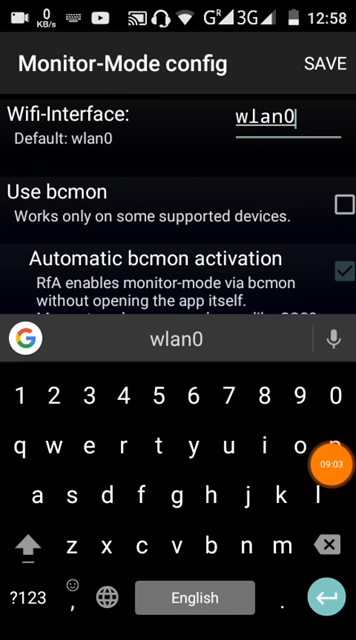 0
KB/s
G 3G 12:58
Monitor-Mode config SAVE
Wifi-Interface: wlan0
Default: wlan0
Use bcmon
Works only on some supported devices.
Automatic bcmon activation
RfA enables monitor-mode via bcmon
without opening the app itself.
wlan0
1 2 3 4 5 6 7 8 9 0
q w e r t y u i o p
09:03
a s d f g h j k l
z x c v b n m
?123 , English .